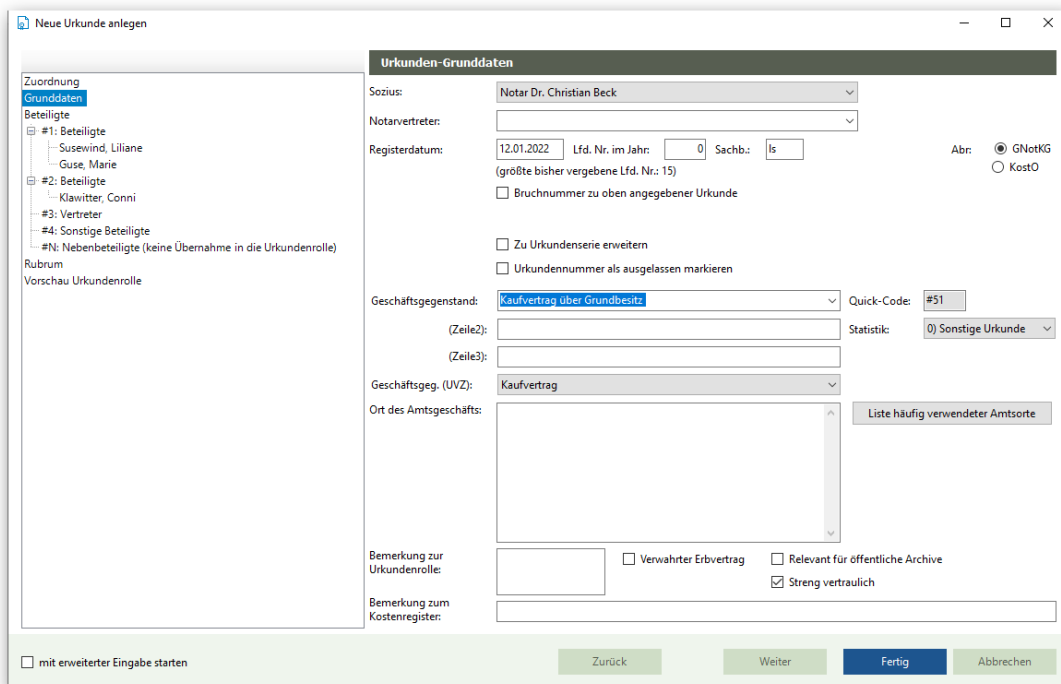 Neue Urkunde anlegen
Urkunden-Grunddaten
Zuordnung
Grunddaten
Beteiligte
#1: Beteiligte
Susewind, Liliane
Guse, Marie
#2: Beteiligte
Klawitter, Conni
#3: Vertreter
#4: Sonstige Beteiligte
#N: Nebenbeteiligte (keine Übernahme in die Urkundenrolle)
Rubrum
Vorschau Urkundenrolle
Sozius: Notar Dr. Christian Beck
Notarvertreter:
Registerdatum: 12.01.2022 Lfd. Nr. im Jahr: 0 Sachb.: ls Abr: GNotKG
KostO
(größte bisher vergebene Lfd. Nr.: 15)
Bruchnummer zu oben angegebener Urkunde
Zu Urkundenserie erweitern
Urkundennummer als ausgelassen markieren
Geschäftsgegenstand: Kaufvertrag über Grundbesitz Quick-Code: #51
(Zeile2): Statistik: 0) Sonstige Urkunde
(Zeile3):
Geschäftsgeg. (UVZ): Kaufvertrag
Ort des Amtsgeschäfts: Liste häufig verwendeter Amtsorte
Bemerkung zur
Urkundenrolle:
Verwahrter Erbvertrag Relevant für öffentliche Archive
Streng vertraulich
Bemerkung zum
Kostenregister:
mit erweiterter Eingabe starten Zurück Weiter Fertig Abbrechen